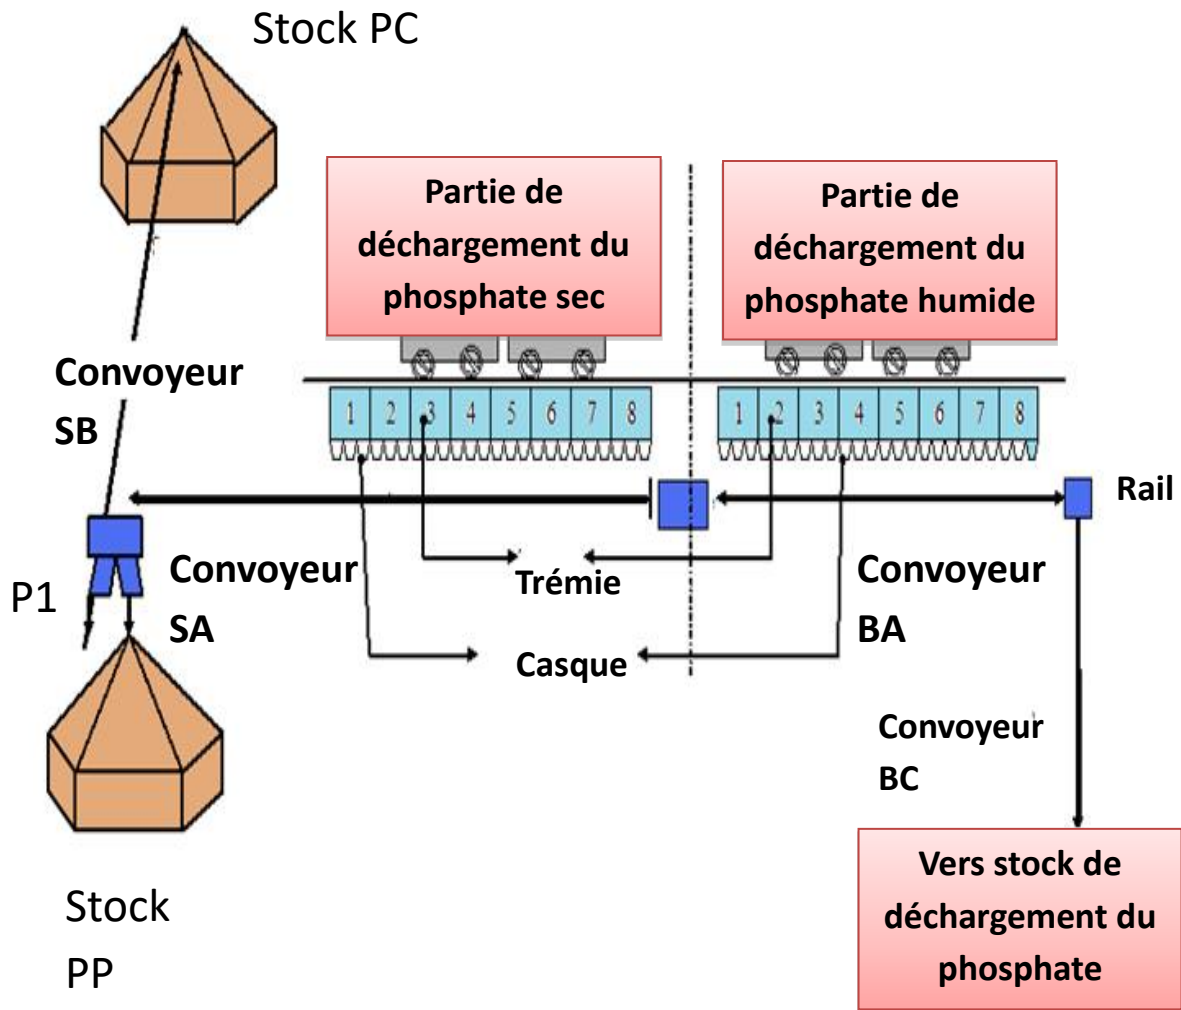 Stock PC
Partie de
déchargement du
phosphate sec
Partie de
déchargement du
phosphate humide
Convoyeur
SB
1 2 3 4 5 6 7 8
1 2 3 4 5 6 7 8
Rail
P1
Convoyeur
SA
Trémie
Convoyeur
BA
Casque
Convoyeur
BC
Stock
PP
Vers stock de
déchargement du
phosphate